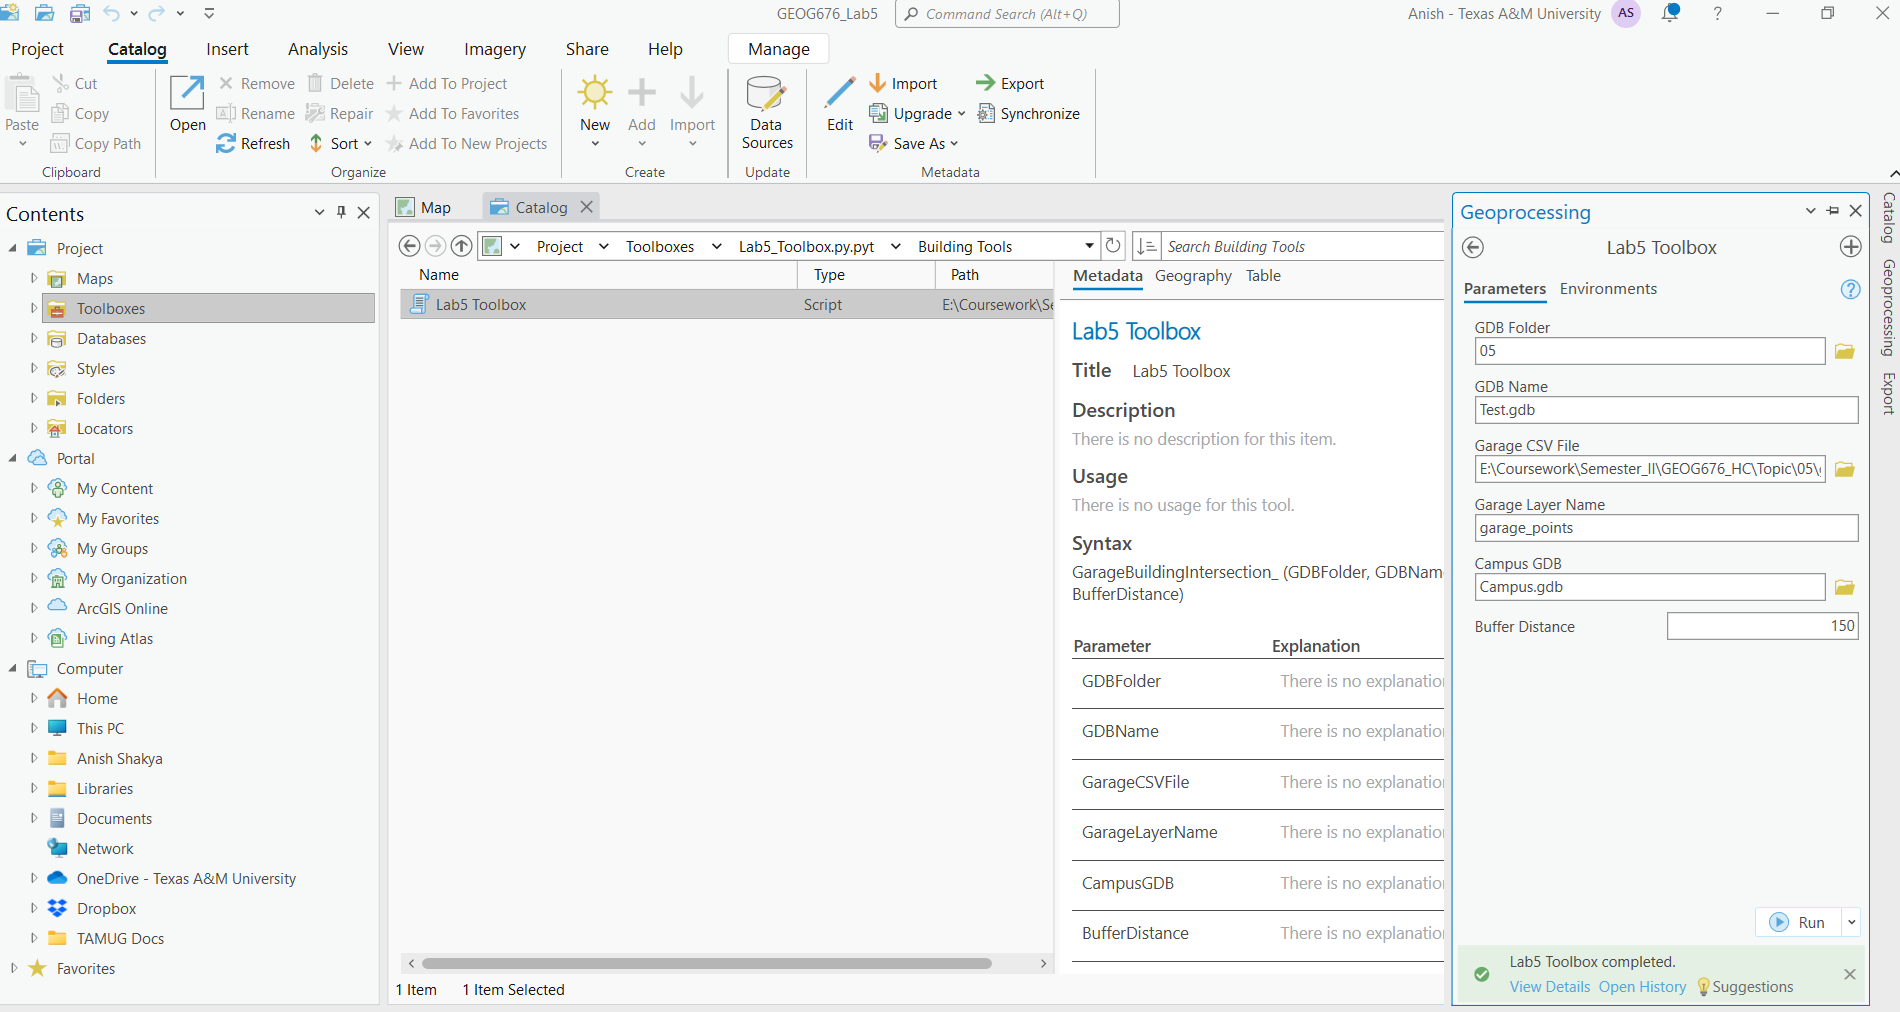 GEOG676_Lab5
Command Search (Alt+Q)
Anish - Texas A&M University
AS
?
Project
Catalog
Insert
Analysis
View
Imagery
Share
Help
Manage
Paste
Cut
Copy
Copy Path
Clipboard
Open
Remove
Rename
Refresh
Delete
Repair
Sort
Add To Project
Add To Favorites
Add To New Projects
Organize
New
Add
Import
Create
Data
Sources
Update
Edit
Import
Upgrade
Save As
Export
Synchronize
Metadata
Contents
Project
Maps
Toolboxes
Databases
Styles
Folders
Locators
Portal
My Content
My Favorites
My Groups
My Organization
ArcGIS Online
Living Atlas
Computer
Home
This PC
Anish Shakya
Libraries
Documents
Network
OneDrive - Texas A&M University
Dropbox
TAMUG Docs
Favorites
Map
Catalog
Project
Toolboxes
Lab5_Toolbox.py.pyt
Building Tools
Search Building Tools
Name
Type
Path
Lab5 Toolbox
Script
E:\Coursework\Se
1 Item
1 Item Selected
Metadata
Geography
Table
Lab5 Toolbox
Title Lab5 Toolbox
Description
There is no description for this item.
Usage
There is no usage for this tool.
Syntax
GarageBuildingIntersection_ (GDBFolder, GDBName
BufferDistance)
Parameter Explanation
GDBFolder There is no explanation
GDBName There is no explanation
GarageCSVFile There is no explanation
GarageLayerName There is no explanation
CampusGDB There is no explanation
BufferDistance There is no explanation
Geoprocessing
Lab5 Toolbox
Parameters
Environments
?
GDB Folder
05
GDB Name
Test.gdb
Garage CSV File
E:\Coursework\Semester_II\GEOG676_HC\Topic\05\
Garage Layer Name
garage_points
Campus GDB
Campus.gdb
Buffer Distance
150
Run
Lab5 Toolbox completed.
View Details
Open History
Suggestions
Catalog
Geoprocessing
Export